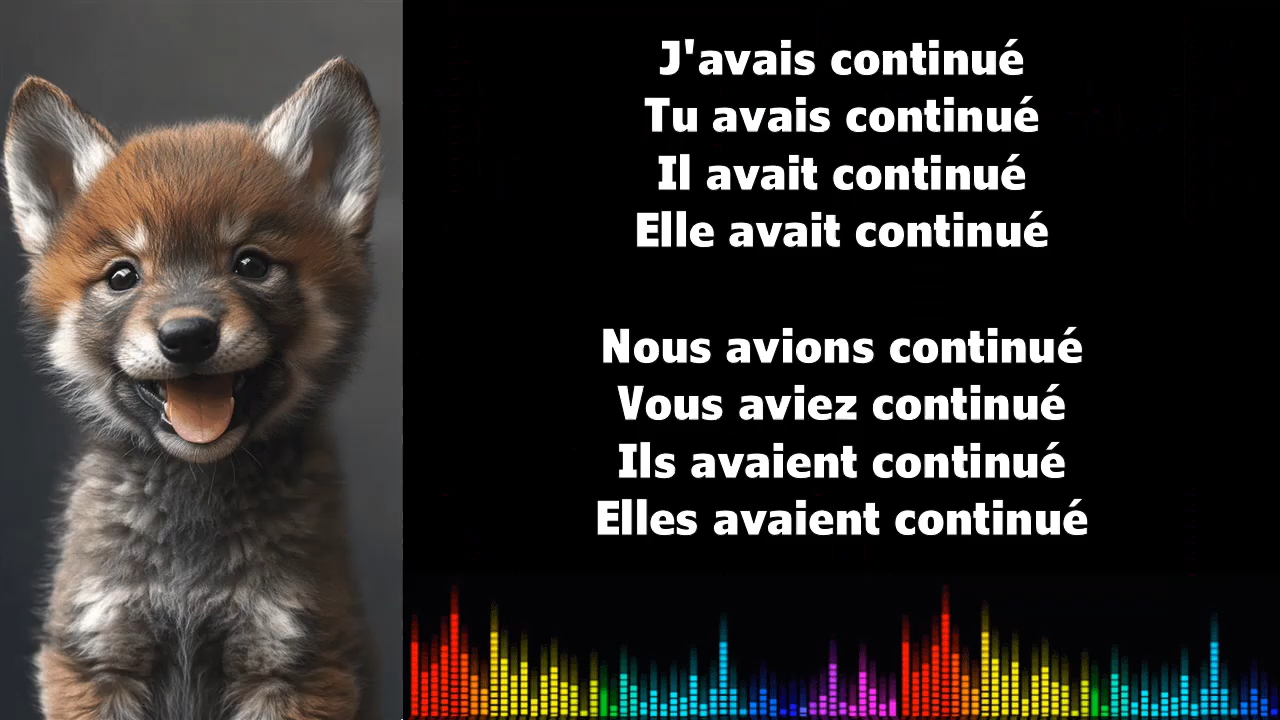 J'avais continué
Tu avais continué
Il avait continué
Elle avait continué
Nous avions continué
Vous aviez continué
Ils avaient continué
Elles avaient continué